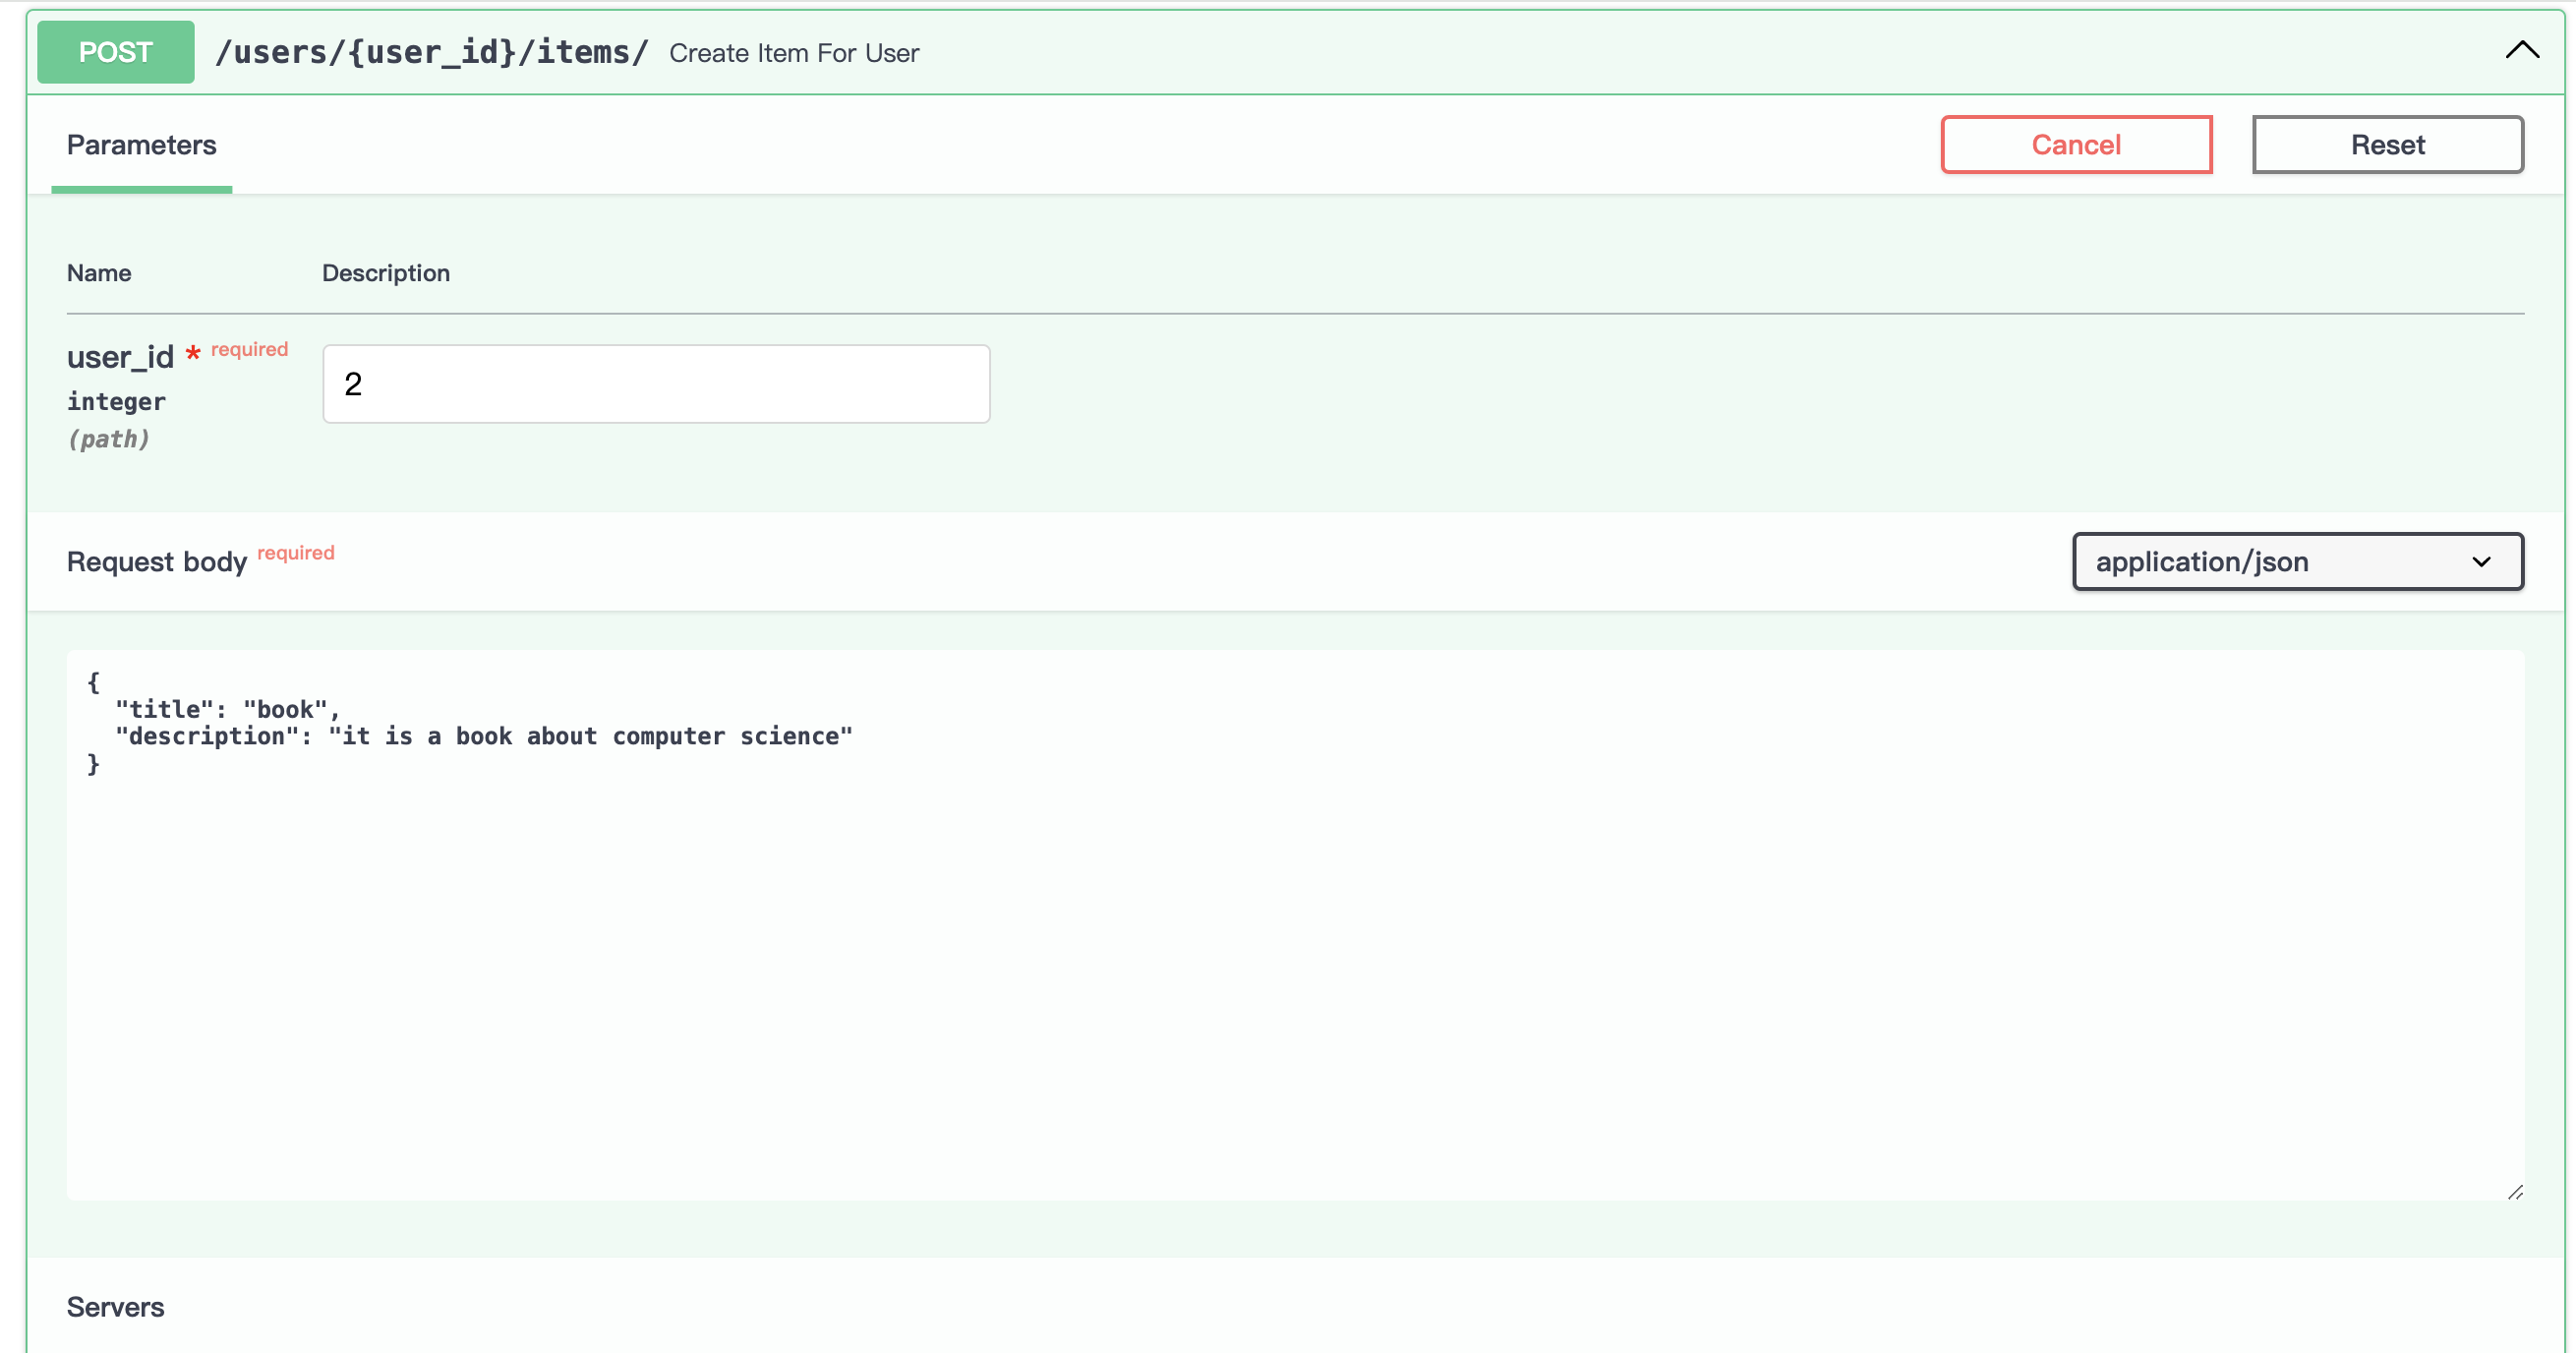 POST /users/{user_id}/items/ Create Item For User
Parameters Cancel Reset
Name Description
user_id * required
integer
(path)
2
Request body required application/json
{
  "title": "book",
  "description": "it is a book about computer science"
}
Servers